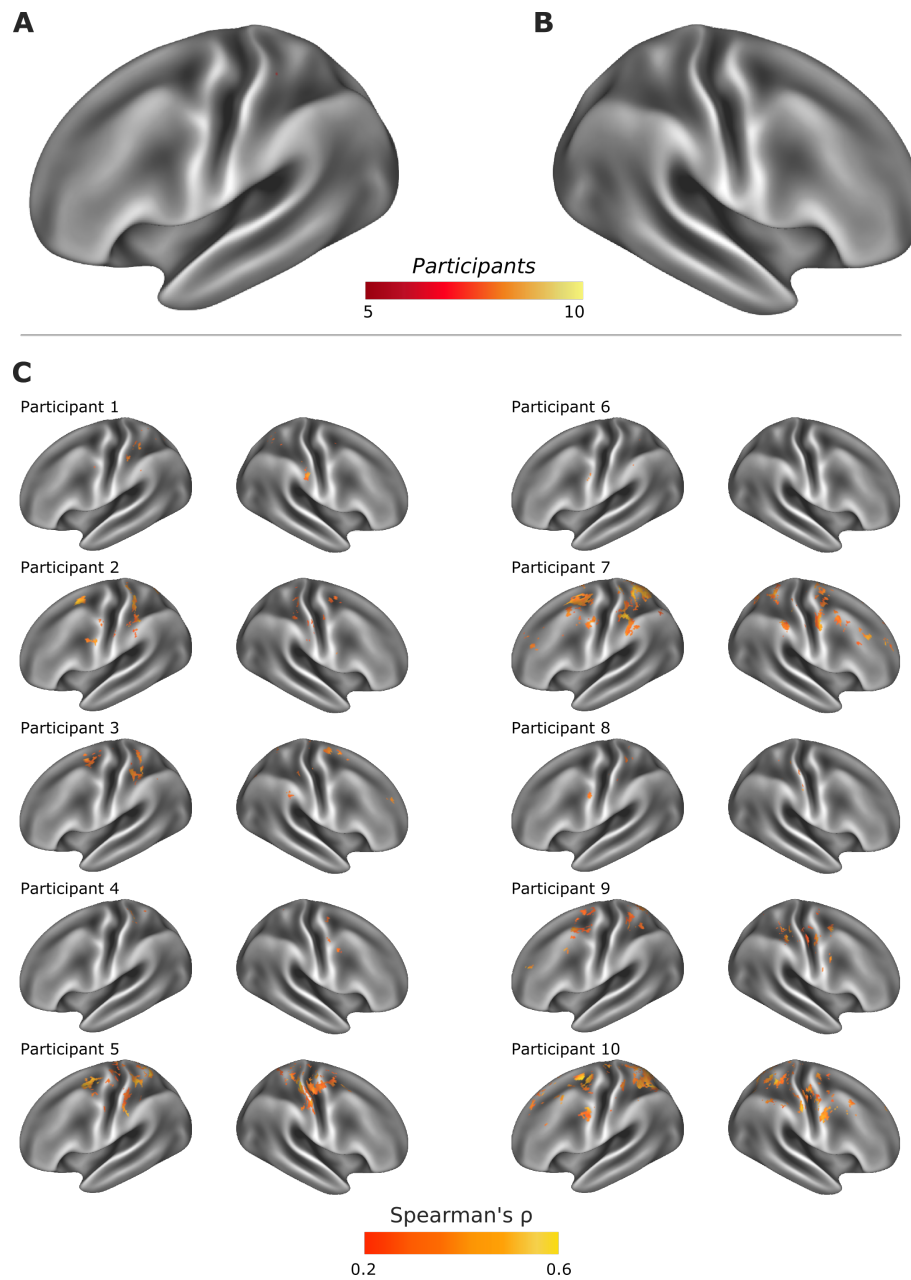 A
B
Participants
5
10
C
Participant 1
Participant 6
Participant 2
Participant 7
Participant 3
Participant 8
Participant 4
Participant 9
Participant 5
Participant 10
Spearman's ρ
0.2
0.6